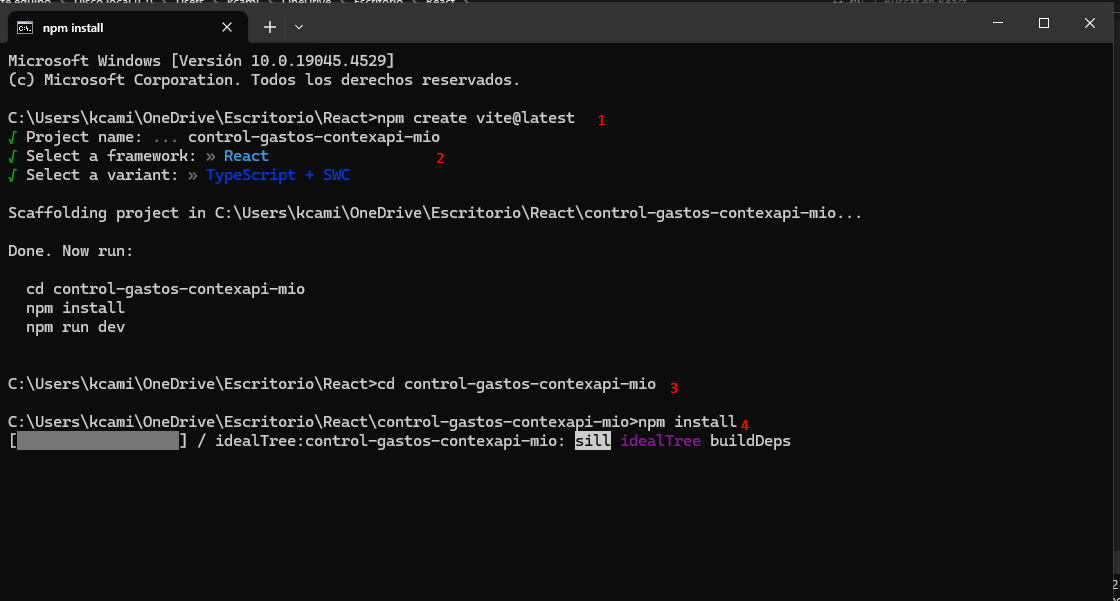 npm install
Microsoft Windows [Versión 10.0.19045.4529]
(c) Microsoft Corporation. Todos los derechos reservados.
C:\Users\kcami\OneDrive\Escritorio\React>npm create vite@latest 1
√ Project name: ... control-gastos-contexapi-mio
√ Select a framework: » React 2
√ Select a variant: » TypeScript + SWC
Scaffolding project in C:\Users\kcami\OneDrive\Escritorio\React\control-gastos-contexapi-mio...
Done. Now run:
cd control-gastos-contexapi-mio
npm install
npm run dev
C:\Users\kcami\OneDrive\Escritorio\React>cd control-gastos-contexapi-mio 3
C:\Users\kcami\OneDrive\Escritorio\React\control-gastos-contexapi-mio>npm install 4
[                  ] / idealTree:control-gastos-contexapi-mio: sill idealTree buildDeps